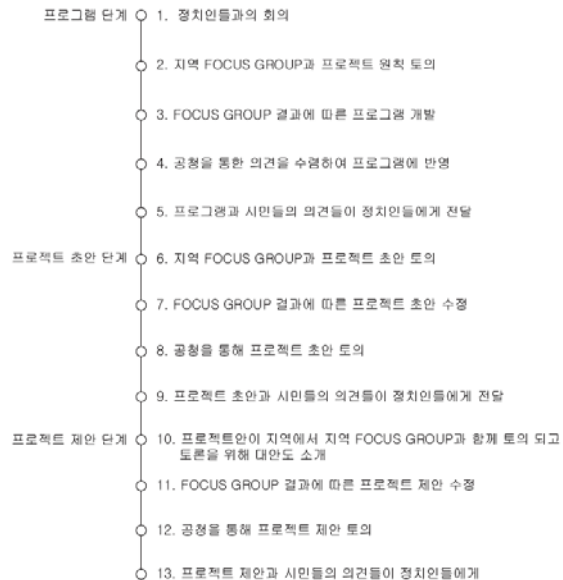 프로그램 단계 1. 정치인들과의 회의
2. 지역 FOCUS GROUP과 프로젝트 원칙 토의
3. FOCUS GROUP 결과에 따른 프로그램 개발
4. 공청을 통한 의견을 수렴하여 프로그램에 반영
5. 프로그램과 시민들의 의견들이 정치인들에게 전달
프로젝트 초안 단계 6. 지역 FOCUS GROUP과 프로젝트 초안 토의
7. FOCUS GROUP 결과에 따른 프로젝트 초안 수정
8. 공청을 통해 프로젝트 초안 토의
9. 프로젝트 초안과 시민들의 의견들이 정치인들에게 전달
프로젝트 제안 단계 10. 프로젝트안이 지역에서 지역 FOCUS GROUP과 함께 토의 되고
토론을 위해 대안도 소개
11. FOCUS GROUP 결과에 따른 프로젝트 제안 수정
12. 공청을 통해 프로젝트 제안 토의
13. 프로젝트 제안과 시민들의 의견들이 정치인들에게